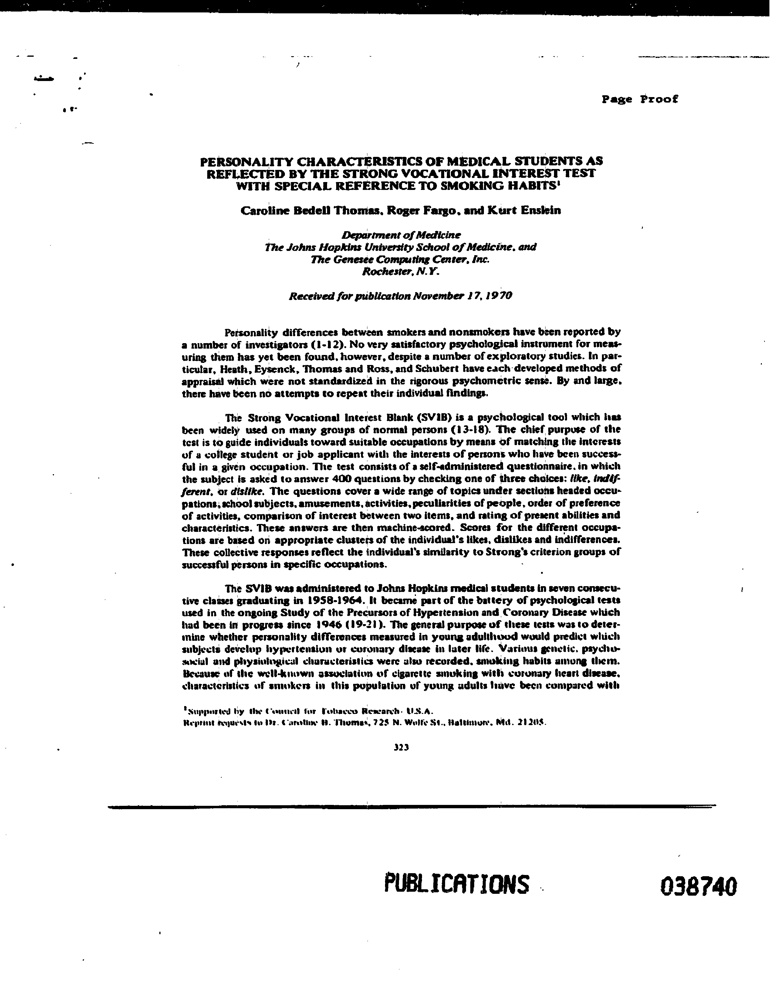 Page Proof
PERSONALITY CHARACTERISTICS OF MEDICAL STUDENTS AS
REFLECTED BY THE STRONG VOCATIONAL INTEREST TEST
WITH SPECIAL REFERENCE TO SMOKING HABITS¹
Caroline Bedell Thomas, Roger Fargo, and Kurt Enslein
Department of Medicine
The Johns Hopkins University School of Medicine, and
The Genesee Computing Center, Inc.
Rochester, N.Y.
Received for publication November 17, 1970
Personality differences between smokers and nonsmokers have been reported by
a number of investigators (1-12). No very satisfactory psychological instrument for meas-
uring them has yet been found, however, despite a number of exploratory studies. In par-
ticular, Heath, Eysenck, Thomas and Ross, and Schubert have each developed methods of
appraisal which were not standardized in the rigorous psychometric sense. By and large,
there have been no attempts to repeat their individual findings.
The Strong Vocational Interest Blank (SVIB) is a psychological tool which has
been widely used on many groups of normal persons (13-18). The chief purpose of the
test is to guide individuals toward suitable occupations by means of matching the interests
of a college student or job applicant with the interests of persons who have been success-
ful in a given occupation. The test consists of a self-administered questionnaire, in which
the subject is asked to answer 400 questions by checking one of three choices: like, indif-
ferent, or dislike. The questions cover a wide range of topics under sections headed occu-
pations, school subjects, amusements, activities, peculiarities of people, order of preference
of activities, comparison of interest between two items, and rating of present abilities and
characteristics. These answers are then machine-scored. Scores for the different occupa-
tions are based on appropriate clusters of the individual's likes, dislikes and indifferences.
These collective responses reflect the individual's similarity to Strong's criterion groups of
successful persons in specific occupations.
The SVIB was administered to Johns Hopkins medical students in seven consecu-
tive classes graduating in 1958-1964. It became part of the battery of psychological tests
used in the ongoing Study of the Precursors of Hypertension and Coronary Disease which
had been in progress since 1946 (19-21). The general purpose of these tests was to deter-
mine whether personality differences measured in young adulthood would predict which
subjects develop hypertension or coronary disease in later life. Various genetic, psycho-
social and physiological characteristics were also recorded, smoking habits among them.
Because of the well-known association of cigarette smoking with coronary heart disease,
characteristics of smokers in this population of young adults have been compared with
¹Supported by the Council for Tobacco Research- U.S.A.
Reprint requests to Dr. Caroline B. Thomas, 725 N. Wolfe St., Baltimore, Md. 21205.
323
PUBLICATIONS
038740